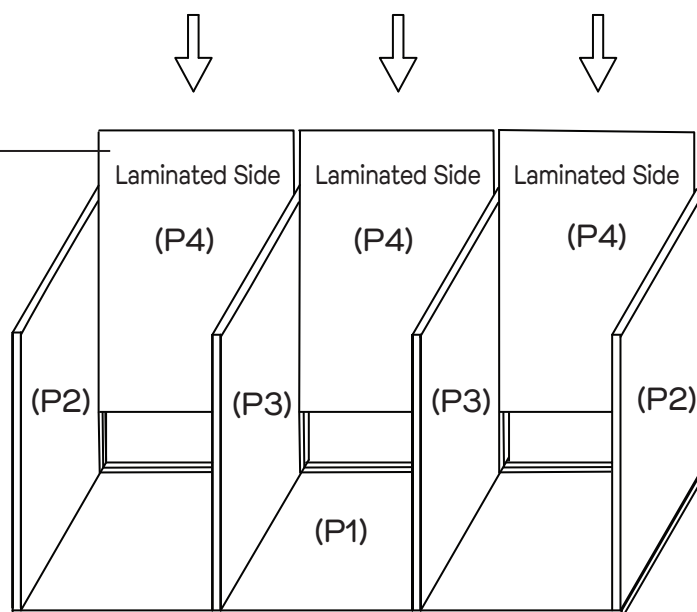 Laminated Side Laminated Side Laminated Side
(P4) (P4) (P4)
(P2) (P3) (P3) (P2)
(P1)